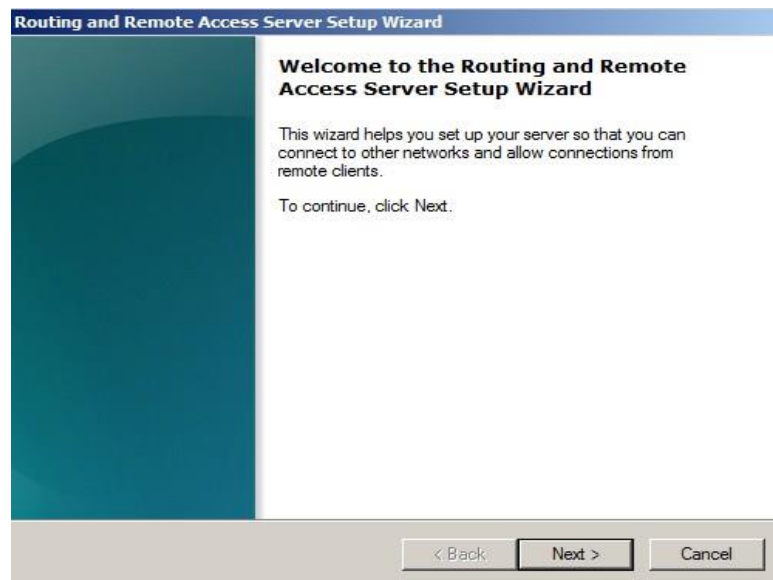 Routing and Remote Access Server Setup Wizard
Welcome to the Routing and Remote
Access Server Setup Wizard
This wizard helps you set up your server so that you can
connect to other networks and allow connections from
remote clients.
To continue, click Next.
< Back
Next >
Cancel